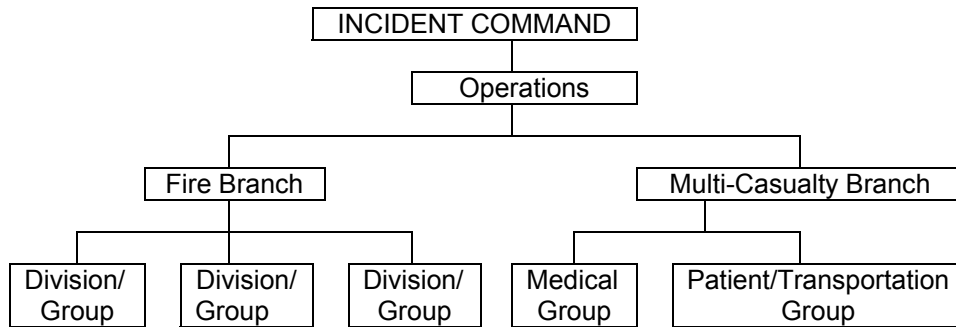 INCIDENT COMMAND
Operations
Fire Branch
Multi-Casualty Branch
Division/
Group
Division/
Group
Division/
Group
Medical
Group
Patient/Transportation
Group